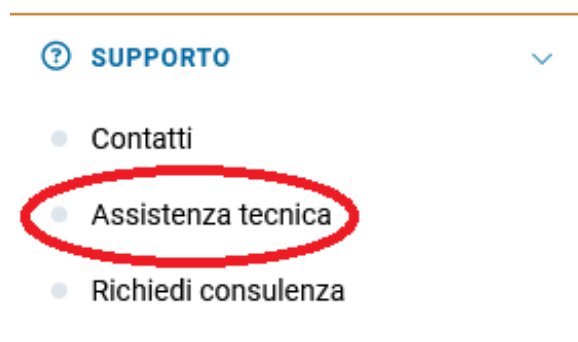 SUPPORTO
Contatti
Assistenza tecnica
Richiedi consulenza